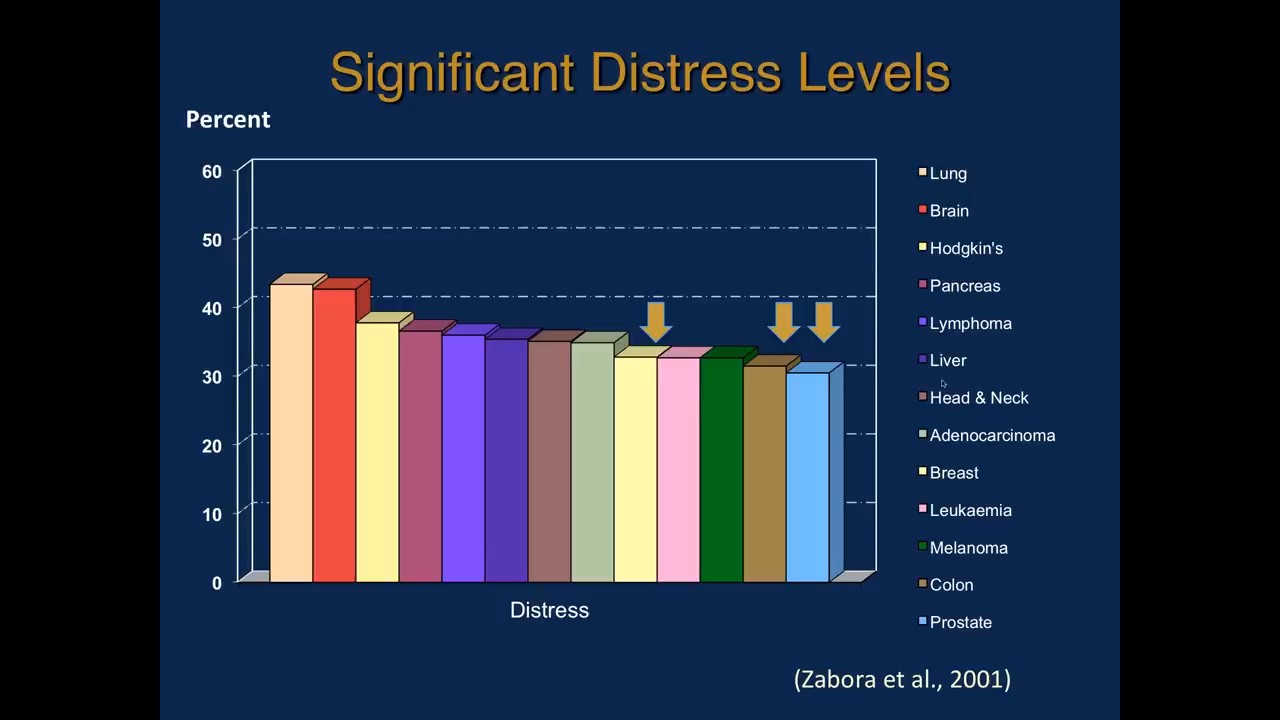 Significant Distress Levels
Percent
60
50
40
30
20
10
0
Distress
Lung
Brain
Hodgkin's
Pancreas
Lymphoma
Liver
Head & Neck
Adenocarcinoma
Breast
Leukaemia
Melanoma
Colon
Prostate
(Zabora et al., 2001)